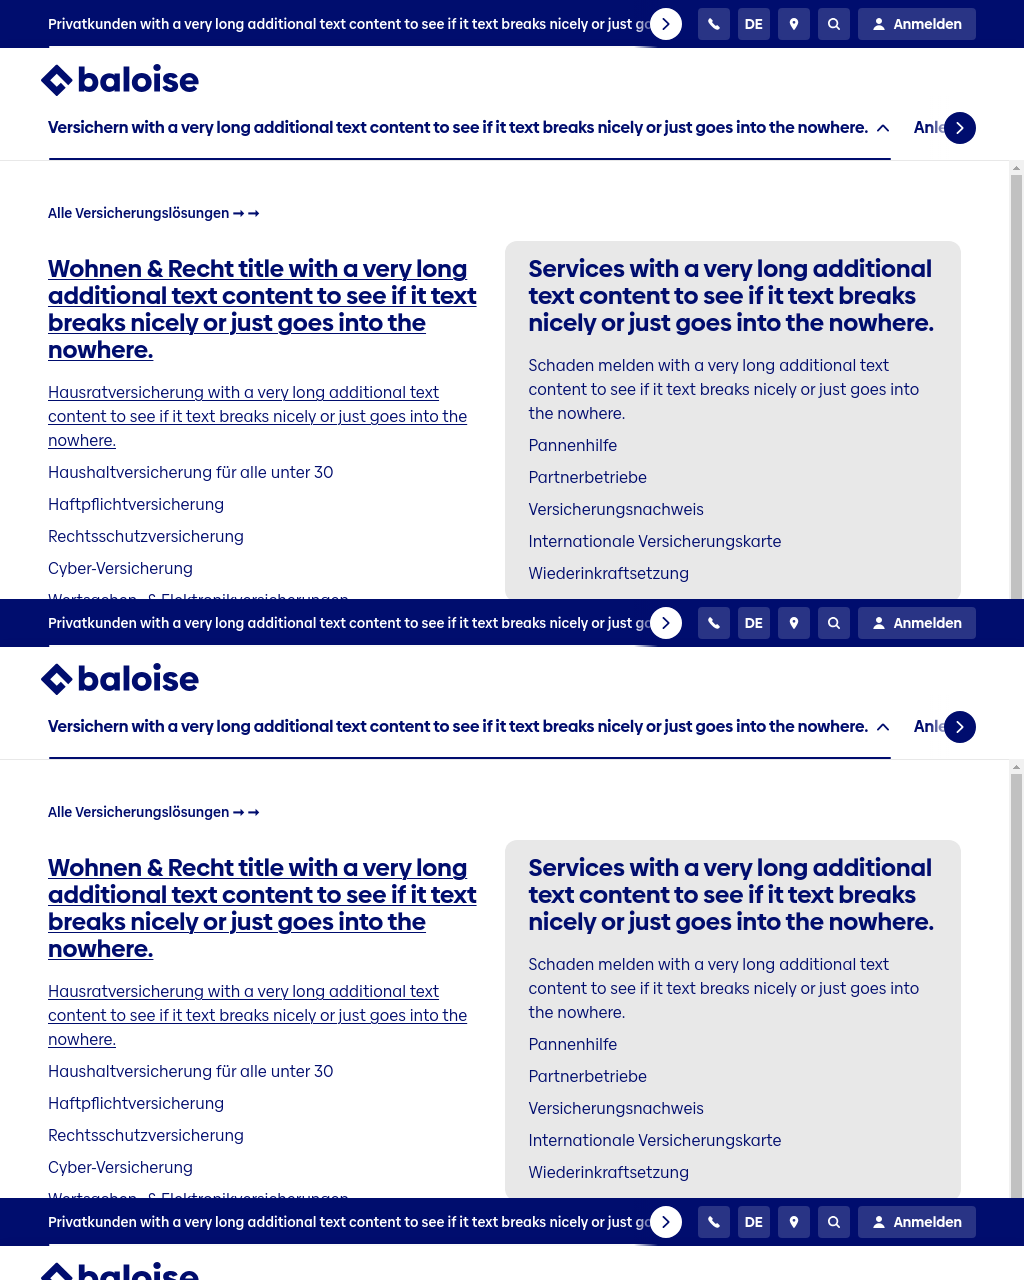 Privatkunden with a very long additional text content to see if it text breaks nicely or just go
DE
Anmelden
baloise
Versichern with a very long additional text content to see if it text breaks nicely or just goes into the nowhere.
Anle
Alle Versicherungslösungen → →
Wohnen & Recht title with a very long
additional text content to see if it text
breaks nicely or just goes into the
nowhere.
Hausratversicherung with a very long additional text
content to see if it text breaks nicely or just goes into the
nowhere.
Haushaltversicherung für alle unter 30
Haftpflichtversicherung
Rechtsschutzversicherung
Cyber-Versicherung
Wertsachen- & Elektronikversicherungen
Services with a very long additional
text content to see if it text breaks
nicely or just goes into the nowhere.
Schaden melden with a very long additional text
content to see if it text breaks nicely or just goes into
the nowhere.
Pannenhilfe
Partnerbetriebe
Versicherungsnachweis
Internationale Versicherungskarte
Wiederinkraftsetzung
Privatkunden with a very long additional text content to see if it text breaks nicely or just go
DE
Anmelden
baloise
Versichern with a very long additional text content to see if it text breaks nicely or just goes into the nowhere.
Anle
Alle Versicherungslösungen → →
Wohnen & Recht title with a very long
additional text content to see if it text
breaks nicely or just goes into the
nowhere.
Hausratversicherung with a very long additional text
content to see if it text breaks nicely or just goes into the
nowhere.
Haushaltversicherung für alle unter 30
Haftpflichtversicherung
Rechtsschutzversicherung
Cyber-Versicherung
Wertsachen- & Elektronikversicherungen
Services with a very long additional
text content to see if it text breaks
nicely or just goes into the nowhere.
Schaden melden with a very long additional text
content to see if it text breaks nicely or just goes into
the nowhere.
Pannenhilfe
Partnerbetriebe
Versicherungsnachweis
Internationale Versicherungskarte
Wiederinkraftsetzung
Privatkunden with a very long additional text content to see if it text breaks nicely or just go
DE
Anmelden
baloise